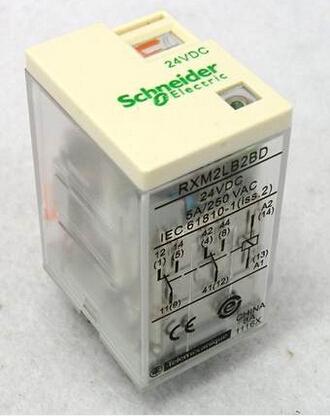 24VDC
Schneider
Electric
RXM2LB2BD
24VDC
5A/250 VAC
IEC 61810-1(iss.2)
12 14 42 44 A2
(1) (5) (4) (8) (14)
(13)
11(9) 41(12) A1
CE
CHINA
1116X
Telemecanique